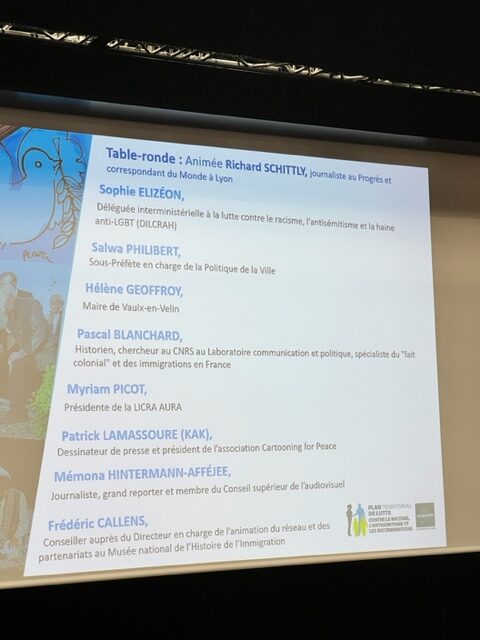 Table-ronde : Animée Richard SCHITTLY, journaliste au Progrès et
correspondant du Monde à Lyon
Sophie ELIZÉON,
Déléguée interministérielle à la lutte contre le racisme, l'antisémitisme et la haine
anti-LGBT (DILCRAH)
Salwa PHILIBERT,
Sous-Préfète en charge de la Politique de la Ville
Hélène GEOFFROY,
Maire de Vaulx-en-Velin
Pascal BLANCHARD,
Historien, chercheur au CNRS au Laboratoire communication et politique, spécialiste du "fait
colonial" et des immigrations en France
Myriam PICOT,
Présidente de la LICRA AURA
Patrick LAMASSOURE (KAK),
Dessinateur de presse et président de l'association Cartooning for Peace
Mémona HINTERMANN-AFFÉJEE,
Journaliste, grand reporter et membre du Conseil supérieur de l'audiovisuel
Frédéric CALLENS,
Conseiller auprès du Directeur en charge de l'animation du réseau et des
partenariats au Musée national de l'Histoire de l'Immigration
PLAN TERRITORIAL
DE LUTTE
CONTRE LE RACISME,
L'ANTISÉMITISME ET
LES DISCRIMINATIONS
PLANTU